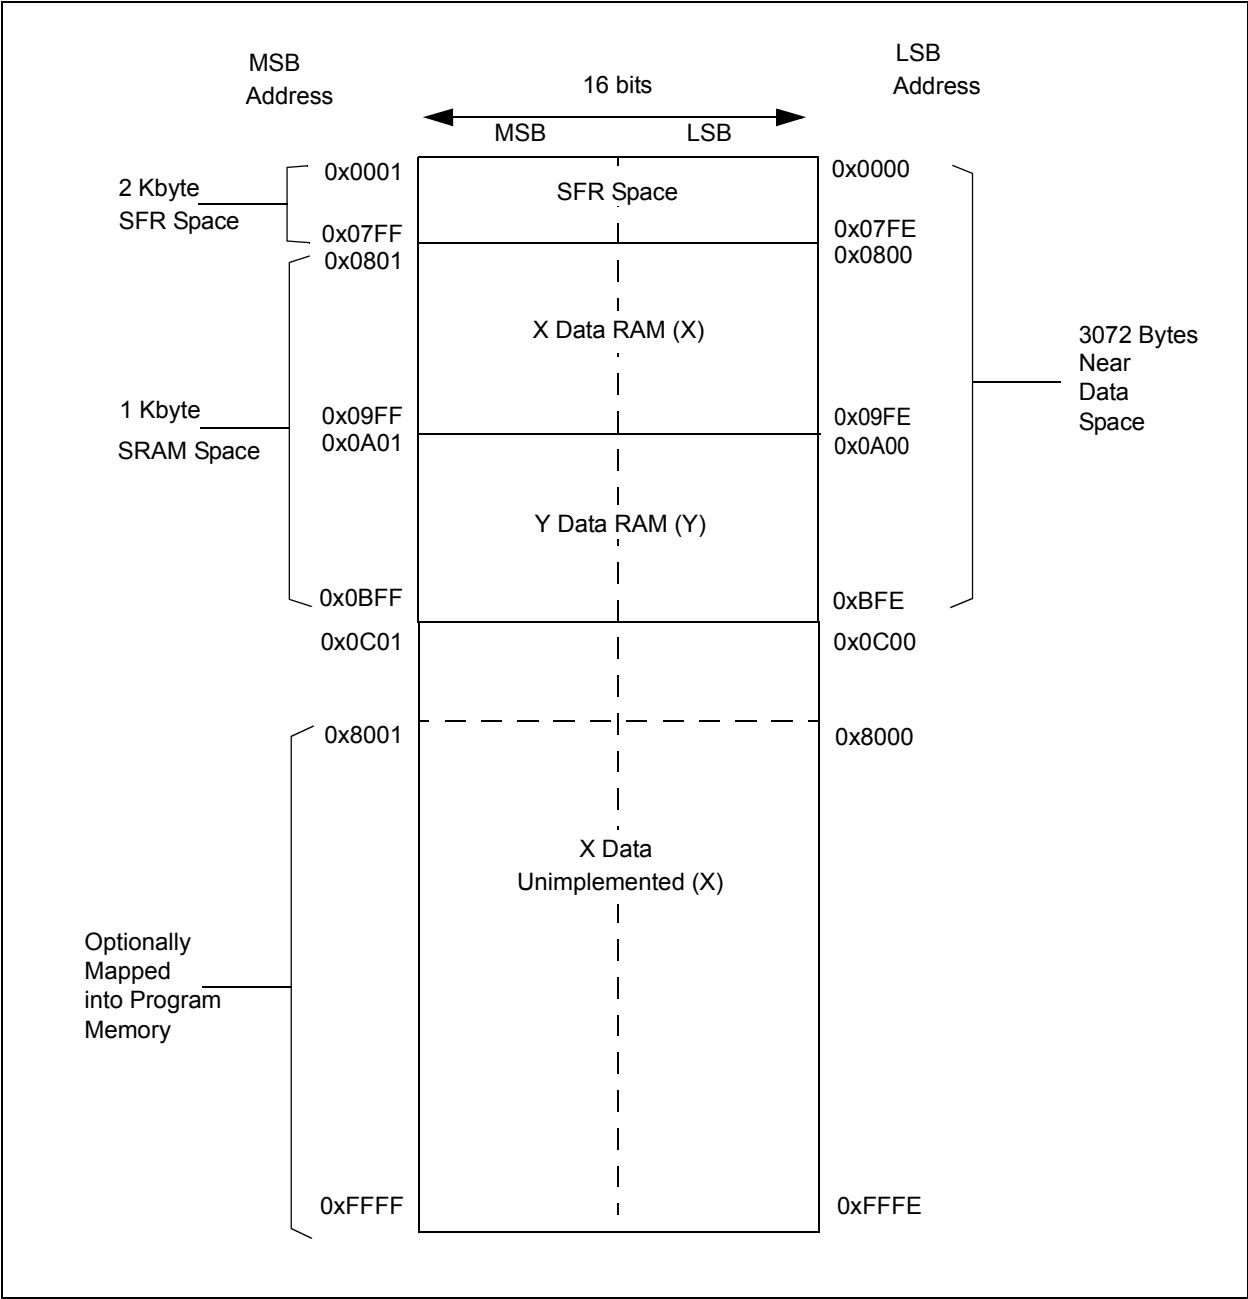 MSB
Address
16 bits
LSB
Address
MSB
LSB
2 Kbyte
SFR Space
0x0001
SFR Space
0x0000
0x07FF
0x07FE
0x0801
0x0800
X Data RAM (X)
3072 Bytes
Near
Data
Space
1 Kbyte
SRAM Space
0x09FF
0x09FE
0x0A01
0x0A00
Y Data RAM (Y)
0x0BFF
0xBFE
0x0C01
0x0C00
0x8001
0x8000
X Data
Unimplemented (X)
Optionally
Mapped
into Program
Memory
0xFFFF
0xFFFE